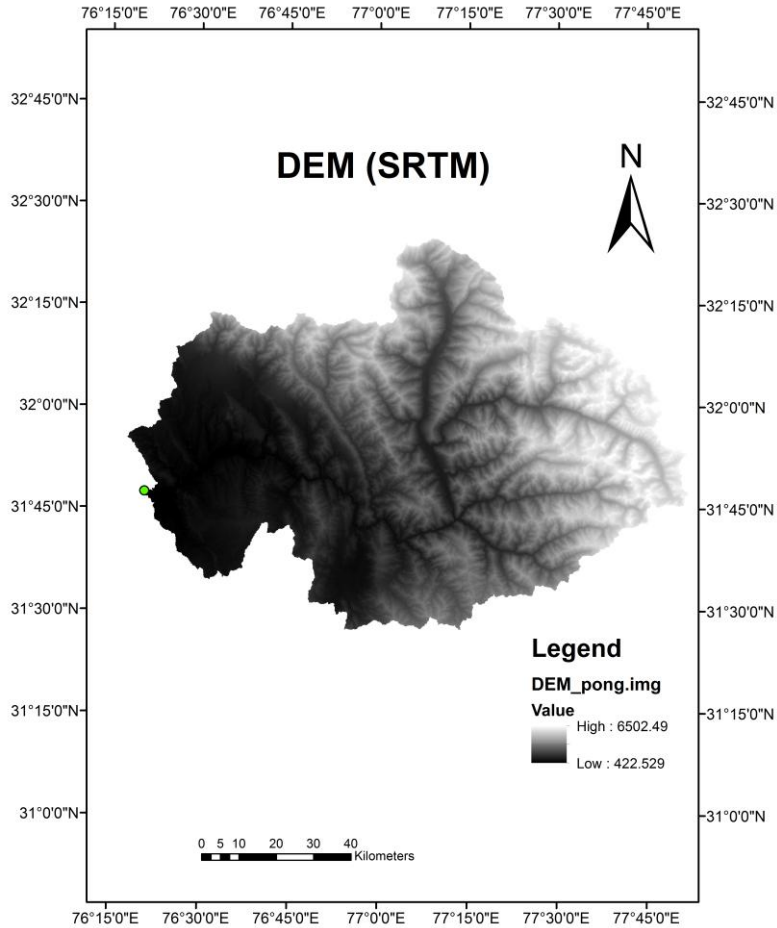 76°15'0"E 76°30'0"E 76°45'0"E 77°0'0"E 77°15'0"E 77°30'0"E 77°45'0"E
32°45'0"N 32°45'0"N
DEM (SRTM)
N
32°30'0"N 32°30'0"N
32°15'0"N 32°15'0"N
32°0'0"N 32°0'0"N
31°45'0"N 31°45'0"N
31°30'0"N 31°30'0"N
Legend
DEM_pong.img
Value
High : 6502.49
Low : 422.529
31°15'0"N 31°15'0"N
31°0'0"N 31°0'0"N
0 5 10 20 30 40
Kilometers
76°15'0"E 76°30'0"E 76°45'0"E 77°0'0"E 77°15'0"E 77°30'0"E 77°45'0"E